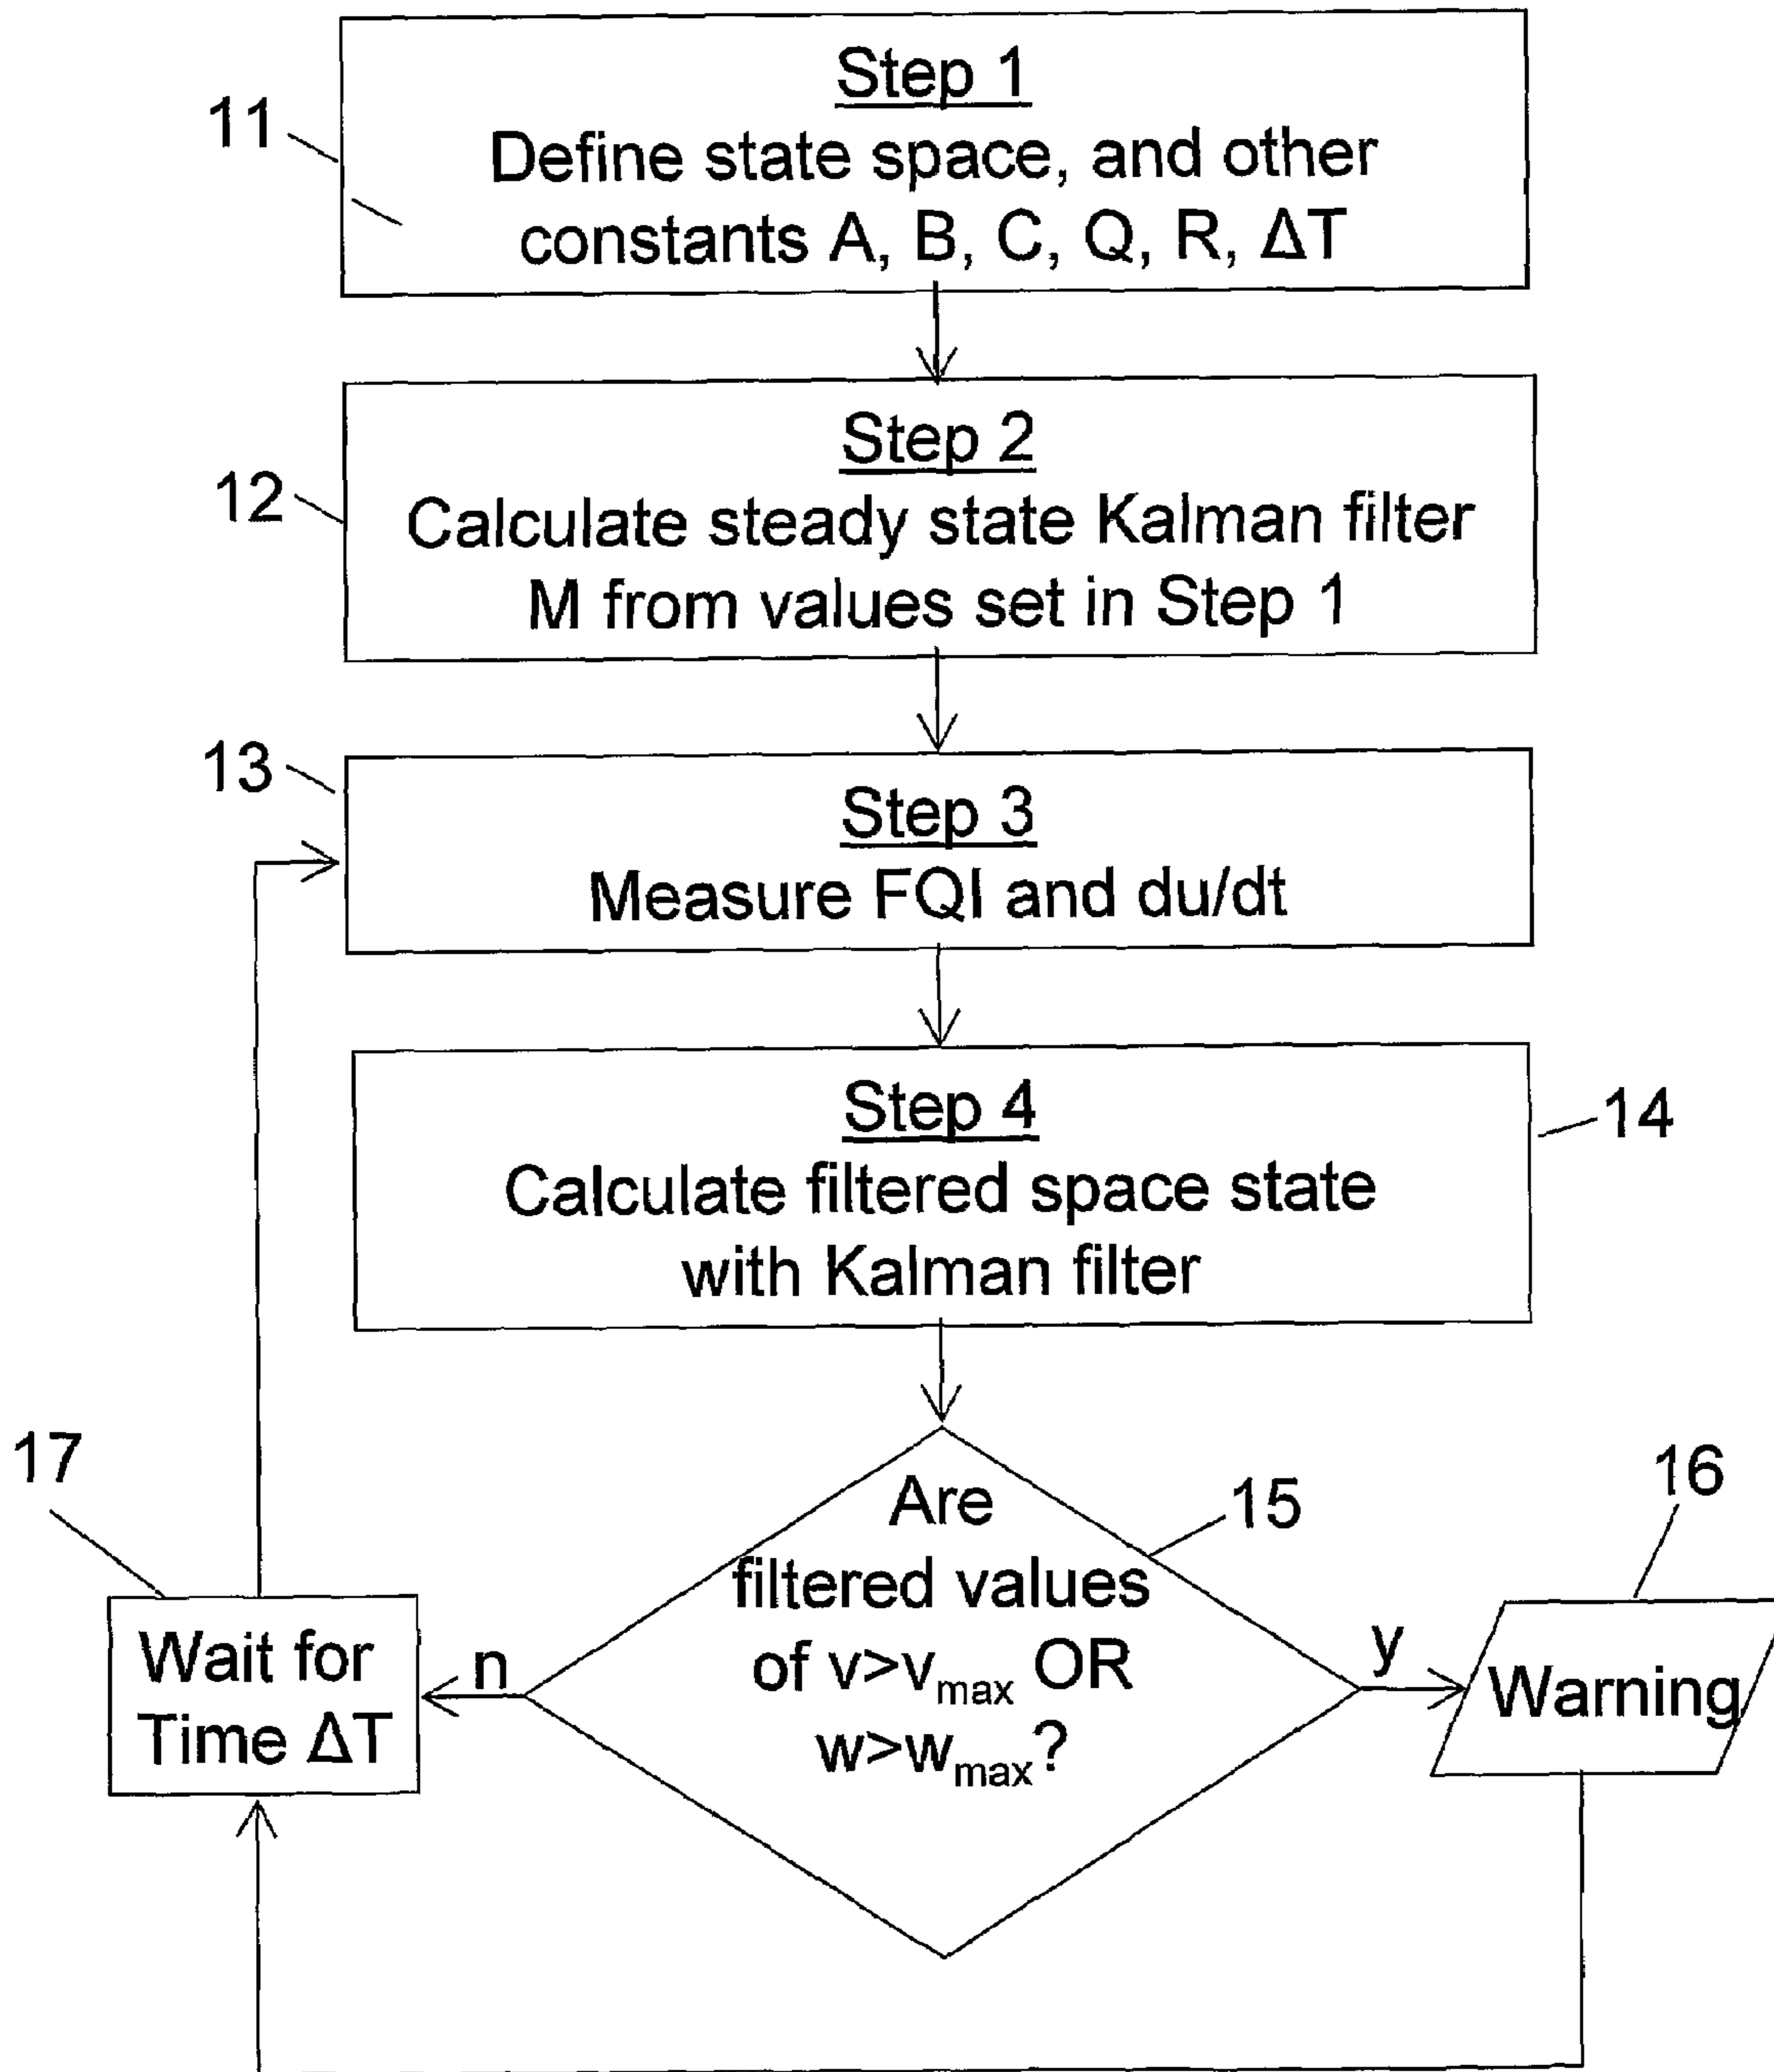 Step 1
11
Define state space, and other
constants A, B, C, Q, R, ΔT
Step 2
12
Calculate steady state Kalman filter
M from values set in Step 1
13
Step 3
Measure FQI and du/dt
Step 4
14
Calculate filtered space state
with Kalman filter
17
16
Are
15
filtered values
of v>vmax OR
w>wmax?
n
y
Wait for
Time ΔT
Warning